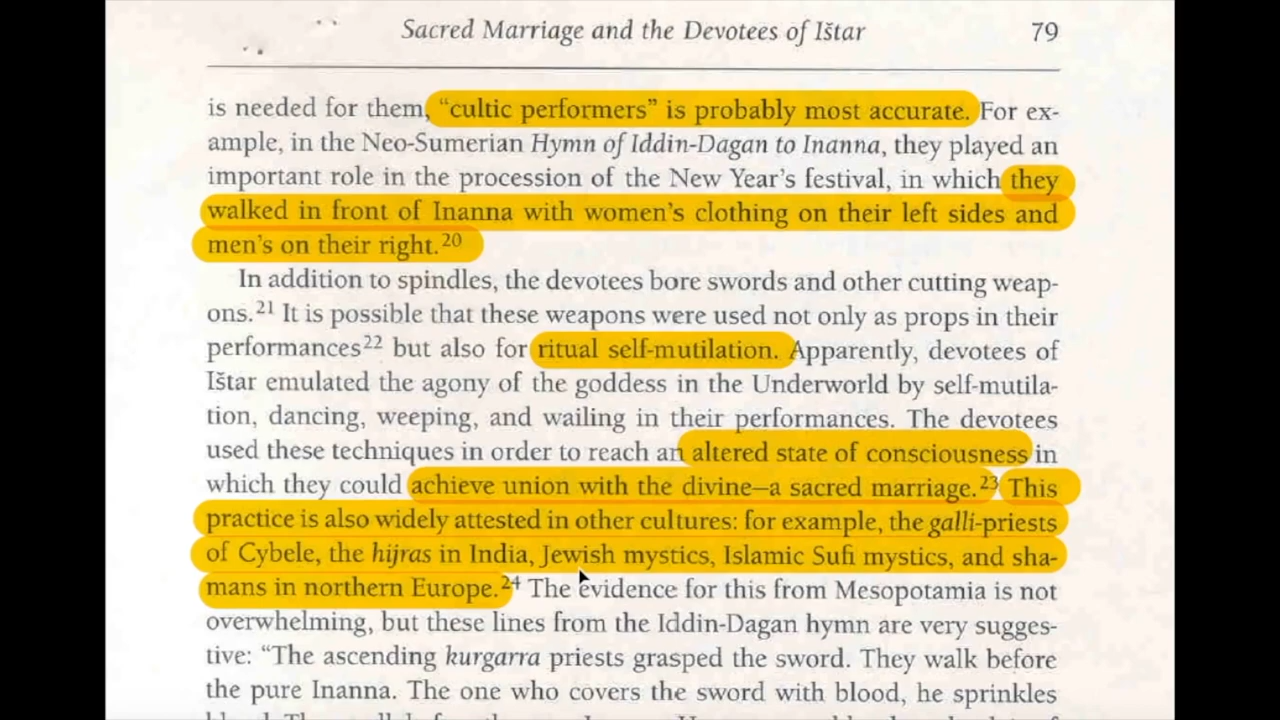 Sacred Marriage and the Devotees of Ištar 79
is needed for them, “cultic performers” is probably most accurate. For ex-
ample, in the Neo-Sumerian Hymn of Iddin-Dagan to Inanna, they played an
important role in the procession of the New Year’s festival, in which they
walked in front of Inanna with women’s clothing on their left sides and
men’s on their right.20
In addition to spindles, the devotees bore swords and other cutting weap-
ons.21 It is possible that these weapons were used not only as props in their
performances22 but also for ritual self-mutilation. Apparently, devotees of
Ištar emulated the agony of the goddess in the Underworld by self-mutila-
tion, dancing, weeping, and wailing in their performances. The devotees
used these techniques in order to reach an altered state of consciousness in
which they could achieve union with the divine—a sacred marriage.23 This
practice is also widely attested in other cultures: for example, the galli-priests
of Cybele, the hijras in India, Jewish mystics, Islamic Sufi mystics, and sha-
mans in northern Europe.24 The evidence for this from Mesopotamia is not
overwhelming, but these lines from the Iddin-Dagan hymn are very sugges-
tive: “The ascending kurgarra priests grasped the sword. They walk before
the pure Inanna. The one who covers the sword with blood, he sprinkles